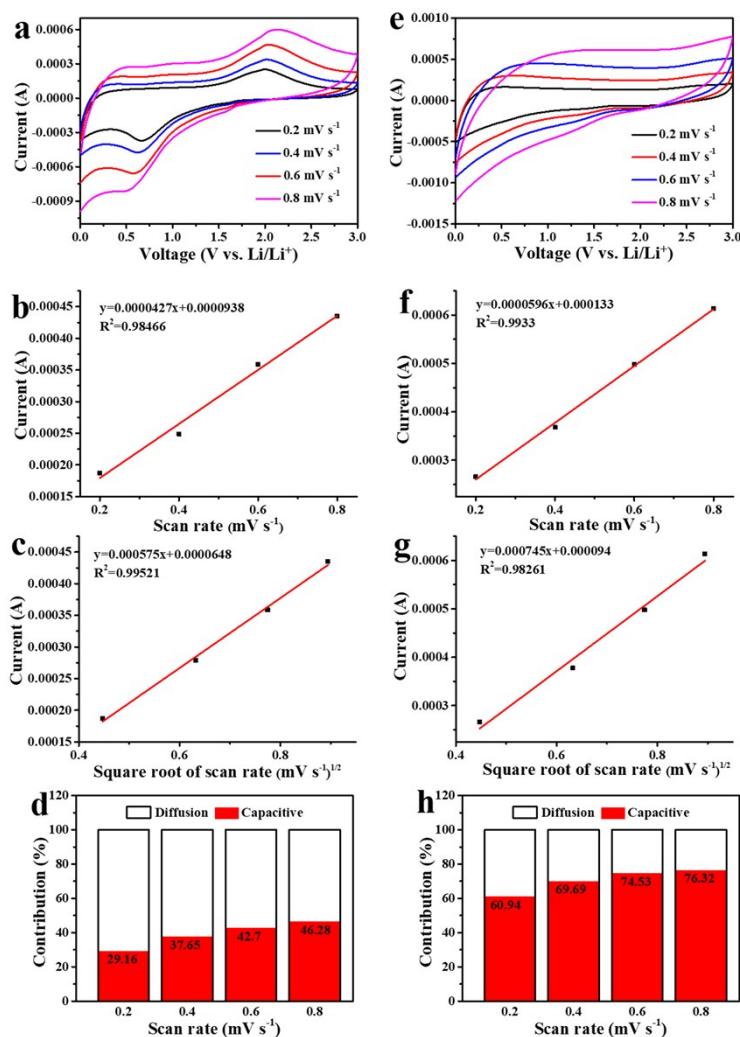 a
0.0006
0.0003
0.0000
-0.0003
-0.0006
-0.0009
Current (A)
0.2 mV s⁻¹
0.4 mV s⁻¹
0.6 mV s⁻¹
0.8 mV s⁻¹
0.0 0.5 1.0 1.5 2.0 2.5 3.0
Voltage (V vs. Li/Li⁺)
e
0.0010
0.0005
0.0000
-0.0005
-0.0010
-0.0015
Current (A)
0.2 mV s⁻¹
0.4 mV s⁻¹
0.6 mV s⁻¹
0.8 mV s⁻¹
0.0 0.5 1.0 1.5 2.0 2.5 3.0
Voltage (V vs. Li/Li⁺)
b
y=0.0000427x+0.0000938
R²=0.98466
0.00045
0.00040
0.00035
0.00030
0.00025
0.00020
0.00015
Current (A)
0.2 0.4 0.6 0.8
Scan rate (mV s⁻¹)
f
y=0.0000596x+0.000133
R²=0.9933
0.0006
0.0005
0.0004
0.0003
Current (A)
0.2 0.4 0.6 0.8
Scan rate (mV s⁻¹)
c
y=0.000575x+0.0000648
R²=0.99521
0.00045
0.00040
0.00035
0.00030
0.00025
0.00020
0.00015
Current (A)
0.4 0.6 0.8
Square root of scan rate (mV s⁻¹)¹/²
g
y=0.000745x+0.000094
R²=0.98261
0.0006
0.0005
0.0004
0.0003
Current (A)
0.4 0.6 0.8
Square root of scan rate (mV s⁻¹)¹/²
d
Diffusion Capacitive
120
100
80
60
40
20
0
Contribution (%)
29.16 37.65 42.7 46.28
0.2 0.4 0.6 0.8
Scan rate (mV s⁻¹)
h
Diffusion Capacitive
120
100
80
60
40
20
0
Contribution (%)
60.94 69.69 74.53 76.32
0.2 0.4 0.6 0.8
Scan rate (mV s⁻¹)